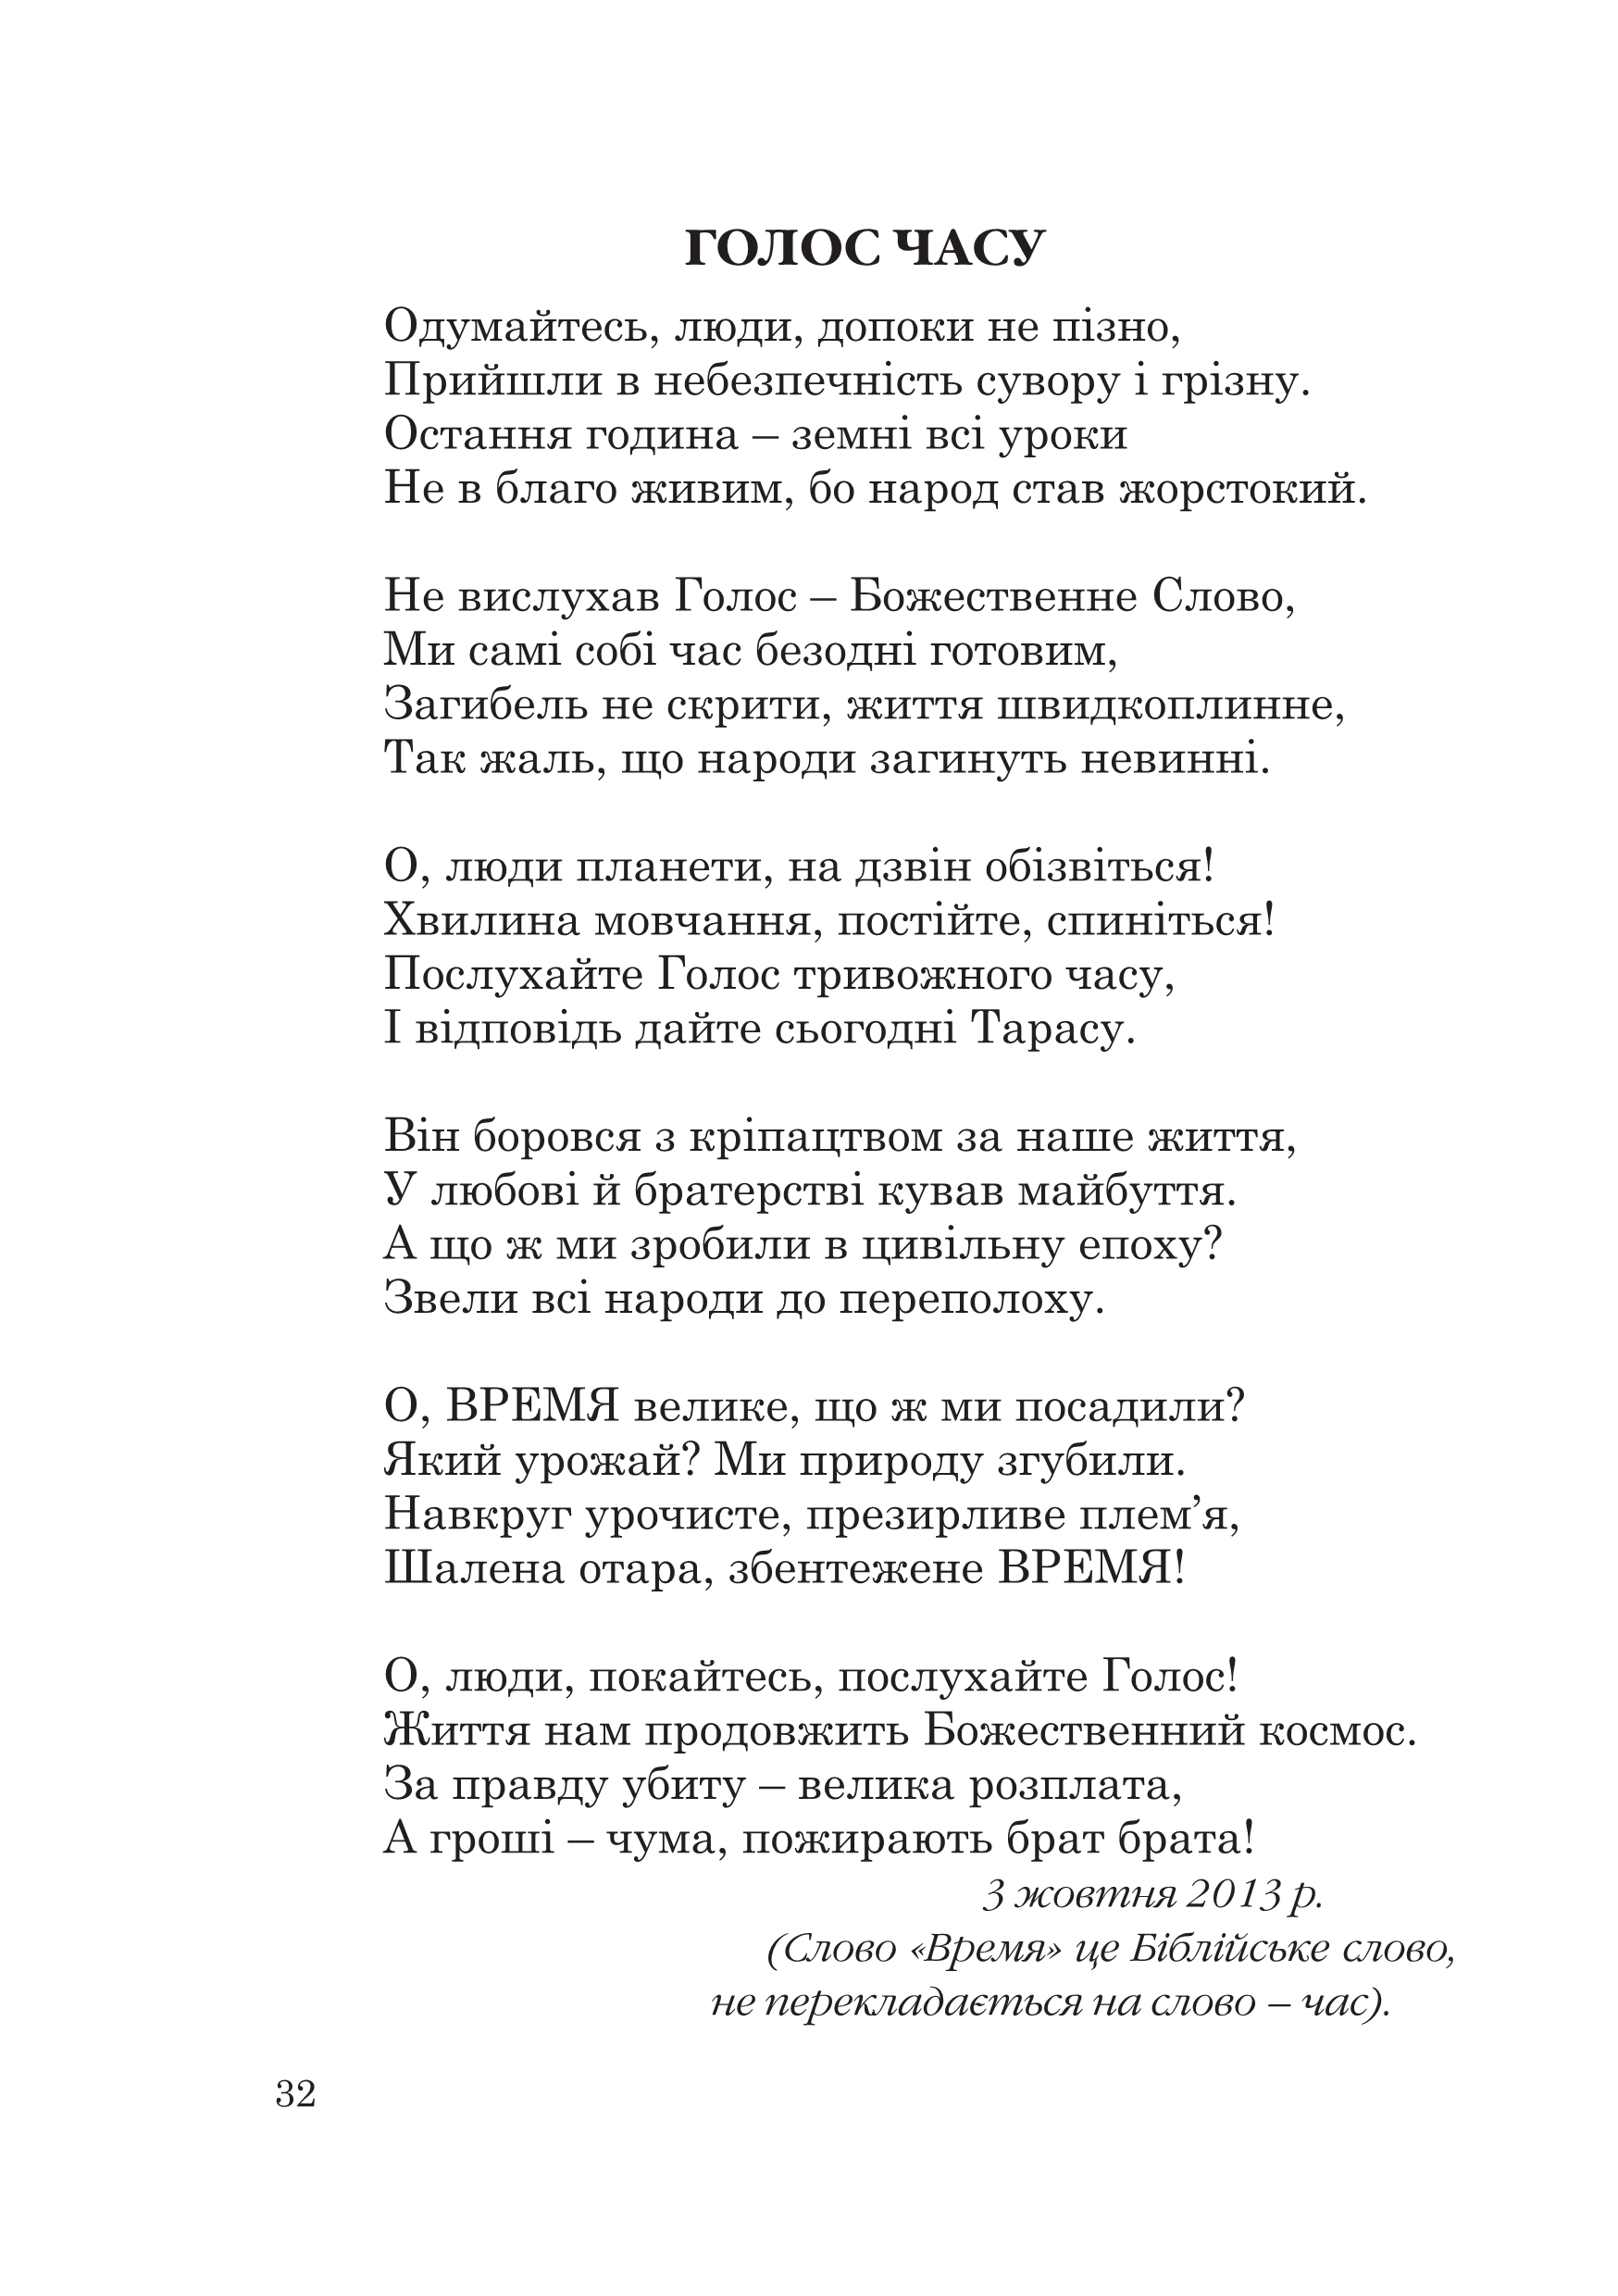 ГОЛОС ЧАСУ
Одумайтесь, люди, допоки не пізно,
Прийшли в небезпечність сувору і грізну.
Остання година – земні всі уроки
Не в благо живим, бо народ став жорстокий.
Не вислухав Голос – Божественне Слово,
Ми самі собі час безодні готовим,
Загибель не скрити, життя швидкоплинне,
Так жаль, що народи загинуть невинні.
О, люди планети, на дзвін обізвіться!
Хвилина мовчання, постійте, спиніться!
Послухайте Голос тривожного часу,
І відповідь дайте сьогодні Тарасу.
Він боровся з кріпацтвом за наше життя,
У любові й братерстві кував майбуття.
А що ж ми зробили в цивільну епоху?
Звели всі народи до переполоху.
О, ВРЕМЯ велике, що ж ми посадили?
Який урожай? Ми природу згубили.
Навкруг урочисте, презирливе плем’я,
Шалена отара, збентежене ВРЕМЯ!
О, люди, покайтесь, послухайте Голос!
Життя нам продовжить Божественний космос.
За правду убиту – велика розплата,
А гроші – чума, пожирають брат брата!
3 жовтня 2013 р.
(Слово «Время» це Біблійське слово,
не перекладається на слово – час).
32